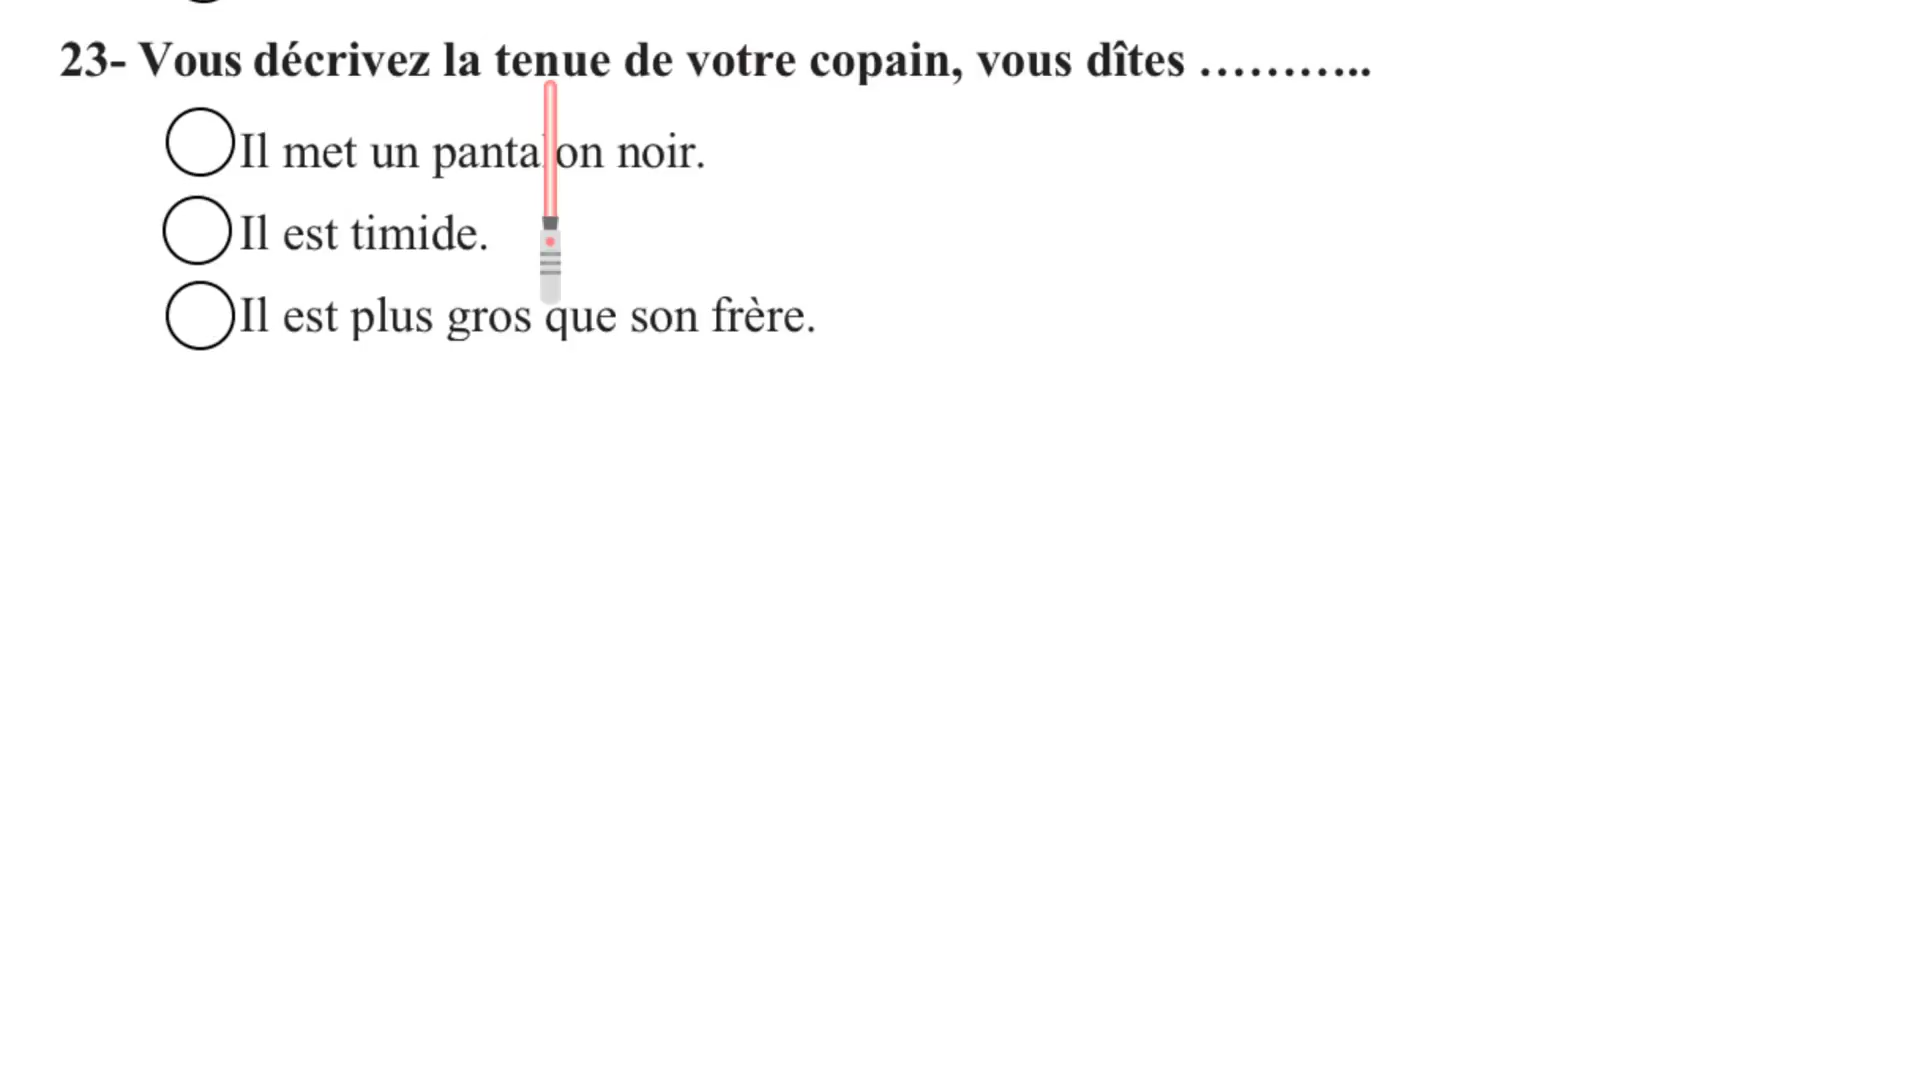 23- Vous décrivez la tenue de votre copain, vous dîtes ………..
Il met un pantalon noir.
Il est timide.
Il est plus gros que son frère.